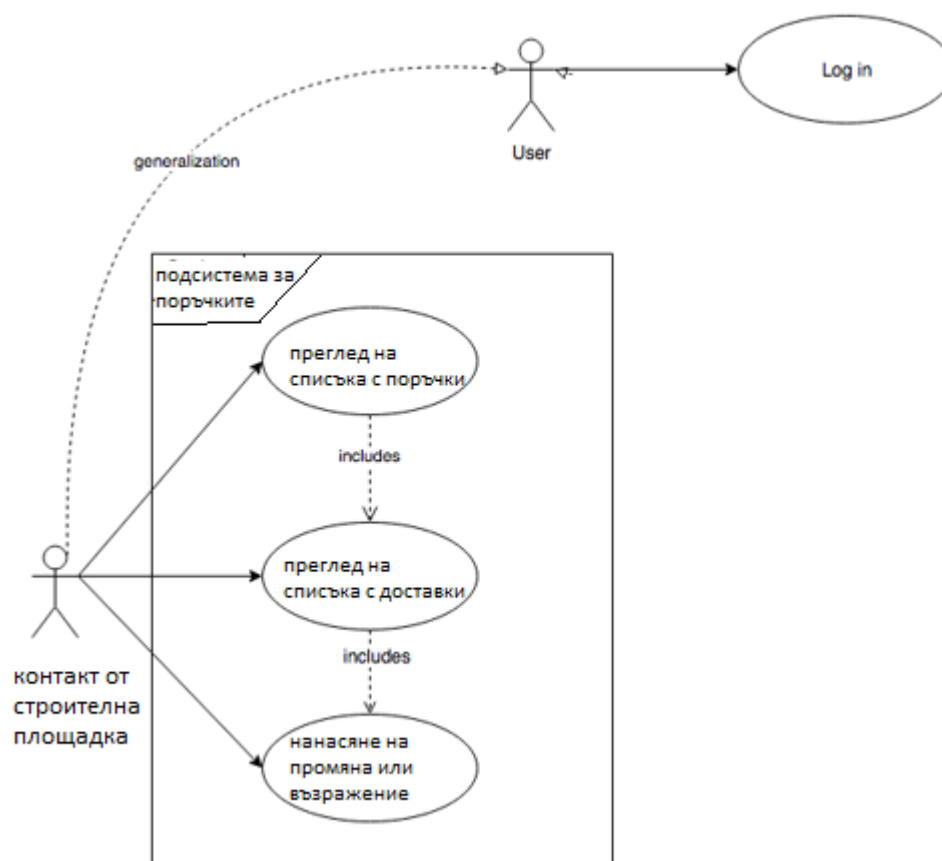 Log in
User
generalization
подсистема за
поръчките
преглед на
списъка с поръчки
includes
преглед на
списъка с доставки
includes
контакт от
строителна
площадка
нанасяне на
промяна или
възражение